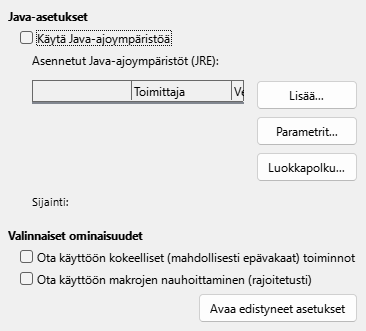 Java-asetukset
Käytä Java-ajoympäristöä
Asennetut Java-ajoympäristöt (JRE):
Toimittaja Ve
Lisää...
Parametrit...
Luokkapolku...
Sijainti:
Valinnaiset ominaisuudet
Ota käyttöön kokeelliset (mahdollisesti epävakaat) toiminnot
Ota käyttöön makrojen nauhoittaminen (rajoitetusti)
Avaa edistyneet asetukset